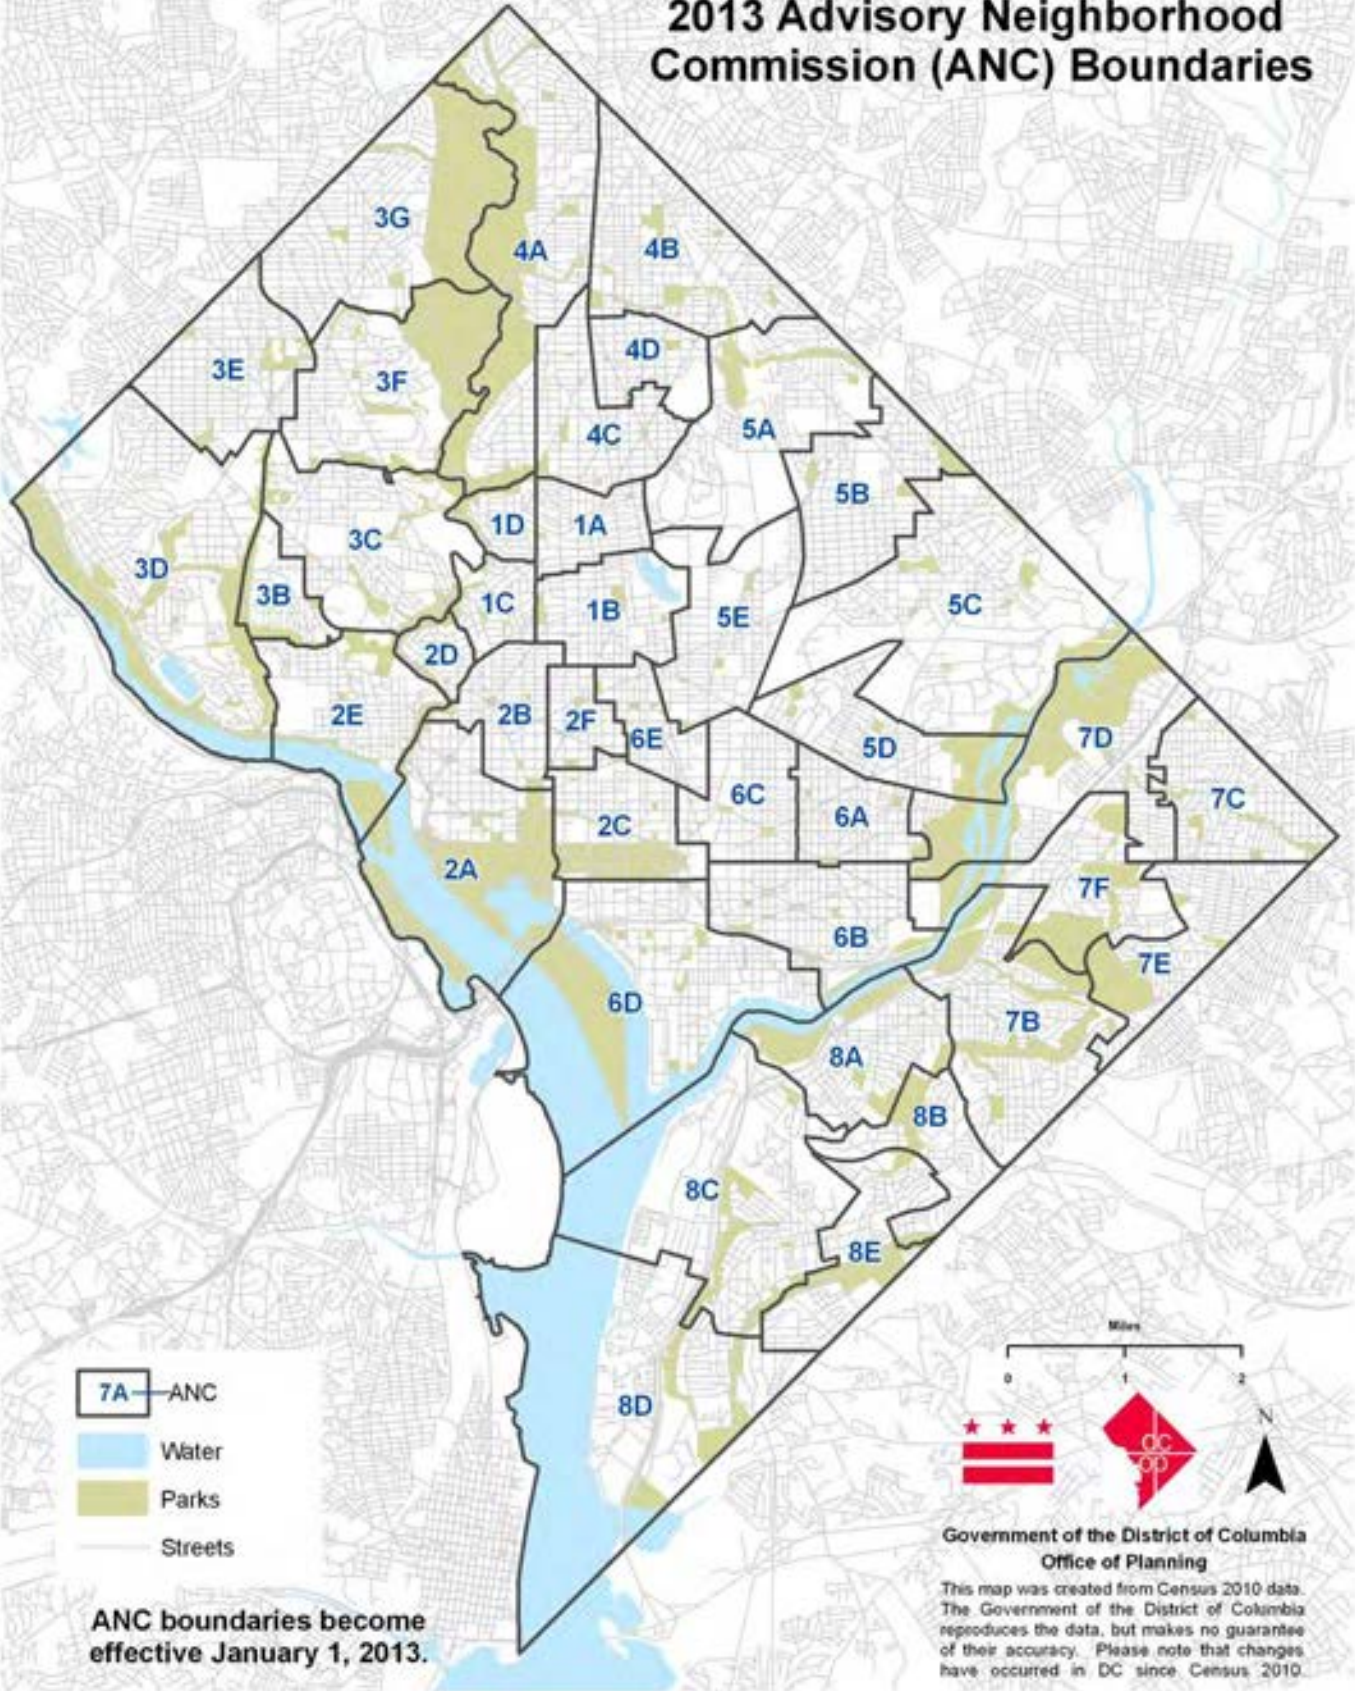 2013 Advisory Neighborhood
Commission (ANC) Boundaries
3G
4A
4B
3E
3F
4D
4C
5A
5B
3D
3C
1D
1A
3B
1C
1B
5E
5C
2D
2E
2B
2F
6E
5D
7D
6C
6A
7C
2C
2A
7F
6B
7E
6D
7B
8A
8B
8C
8E
8D
Miles
0 1 2
7A ANC
Water
Parks
Streets
dc
op
N
ANC boundaries become
effective January 1, 2013.
Government of the District of Columbia
Office of Planning
This map was created from Census 2010 data.
The Government of the District of Columbia
reproduces the data, but makes no guarantee
of their accuracy. Please note that changes
have occurred in DC since Census 2010.